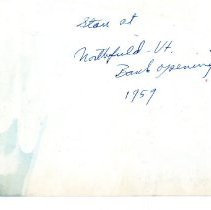 Stan at
Northfield - Vt.
Bank opening
1959